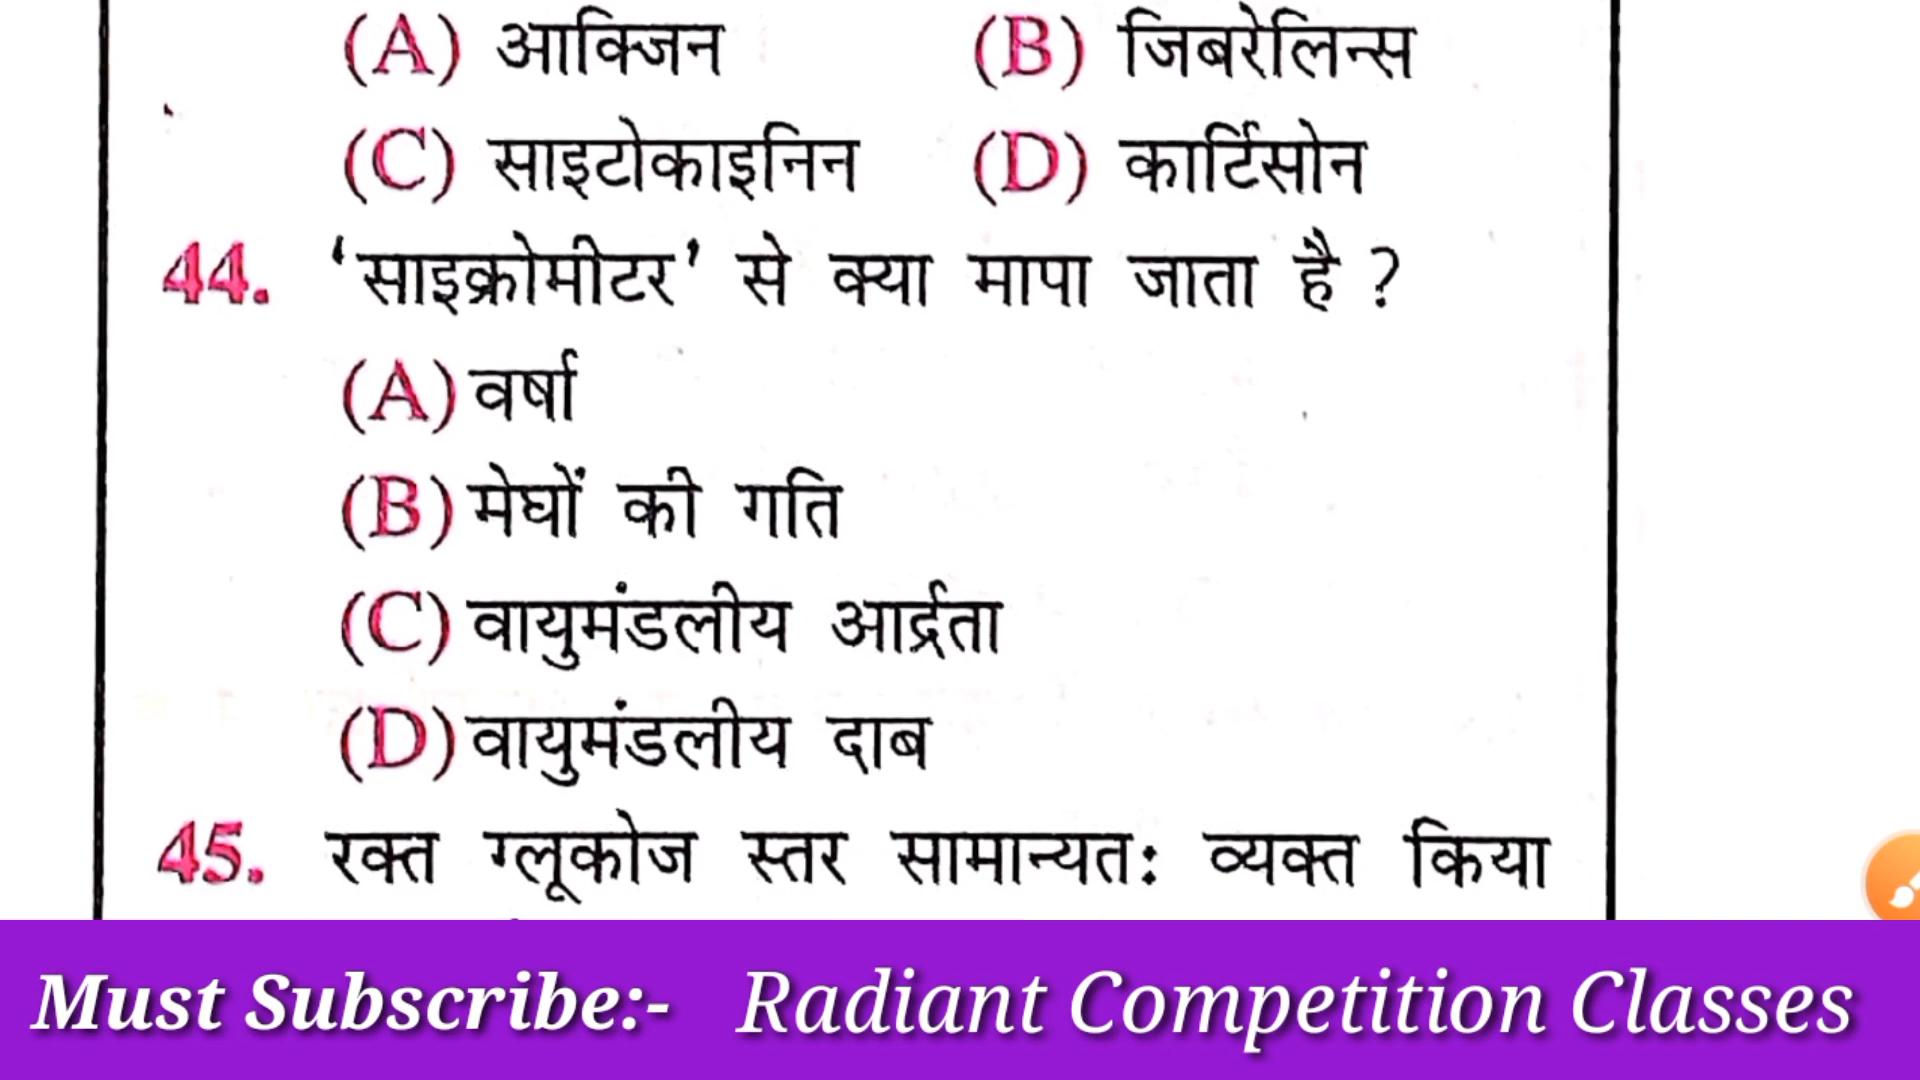 (A) आक्जिन (B) जिबरेलिन्स
(C) साइटोकाइनिन (D) कार्टिसोन
44. ‘साइक्रोमीटर’ से क्या मापा जाता है ?
(A) वर्षा
(B) मेघों की गति
(C) वायुमंडलीय आर्द्रता
(D) वायुमंडलीय दाब
45. रक्त ग्लूकोज स्तर सामान्यतः व्यक्त किया
Must Subscribe:- Radiant Competition Classes